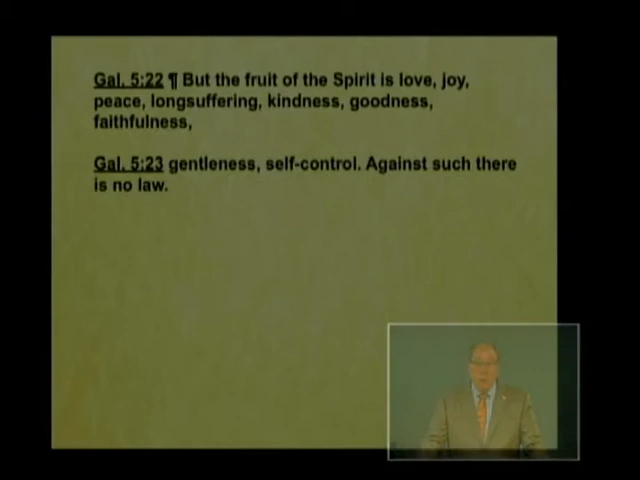 Gal. 5:22 ¶ But the fruit of the Spirit is love, joy,
peace, longsuffering, kindness, goodness,
faithfulness,
Gal. 5:23 gentleness, self-control. Against such there
is no law.